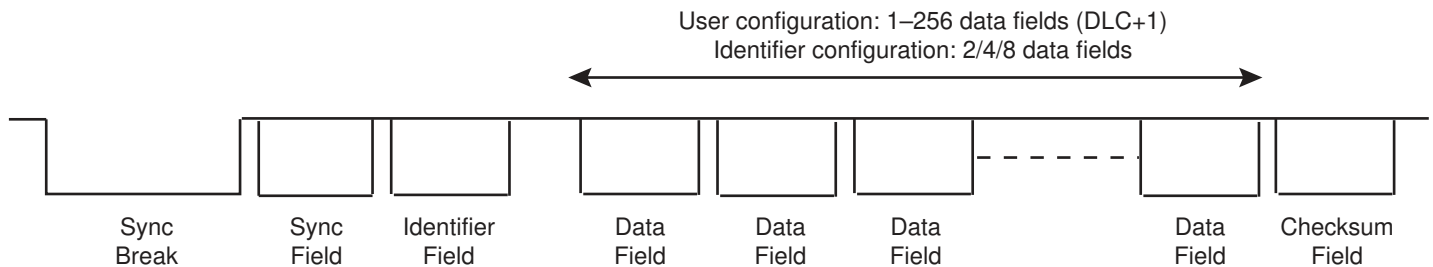 User configuration: 1–256 data fields (DLC+1)
Identifier configuration: 2/4/8 data fields
Sync
Break
Sync
Field
Identifier
Field
Data
Field
Data
Field
Data
Field
Data
Field
Checksum
Field